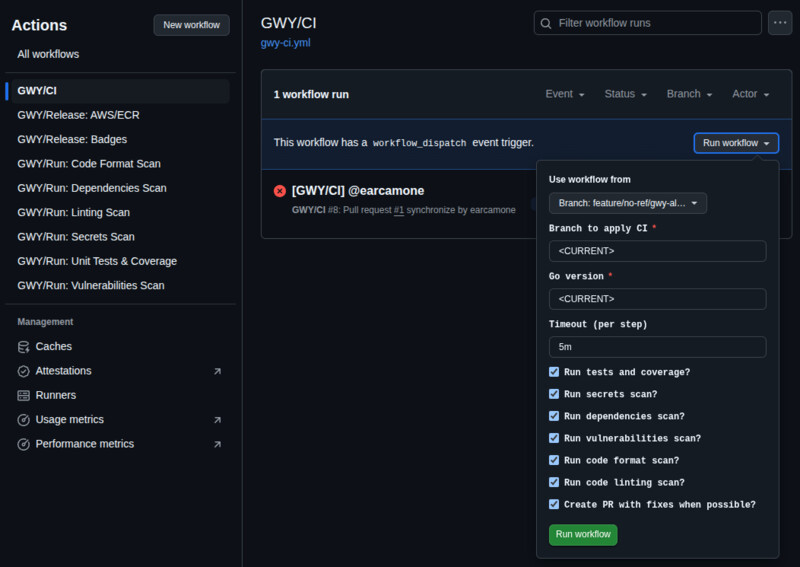 Actions
New workflow
All workflows
GWY/CI
GWY/Release: AWS/ECR
GWY/Release: Badges
GWY/Run: Code Format Scan
GWY/Run: Dependencies Scan
GWY/Run: Linting Scan
GWY/Run: Secrets Scan
GWY/Run: Unit Tests & Coverage
GWY/Run: Vulnerabilities Scan
Management
Caches
Attestations
Runners
Usage metrics
Performance metrics
GWY/CI
gwy-ci.yml
Filter workflow runs
1 workflow run
Event
Status
Branch
Actor
This workflow has a workflow_dispatch event trigger.
Run workflow
[GWY/CI] @earcamone
GWY/CI #8: Pull request #1 synchronize by earcamone
Use workflow from
Branch: feature/no-ref/gwy-al...
Branch to apply CI *
<CURRENT>
Go version *
<CURRENT>
Timeout (per step)
5m
Run tests and coverage?
Run secrets scan?
Run dependencies scan?
Run vulnerabilities scan?
Run code format scan?
Run code linting scan?
Create PR with fixes when possible?
Run workflow